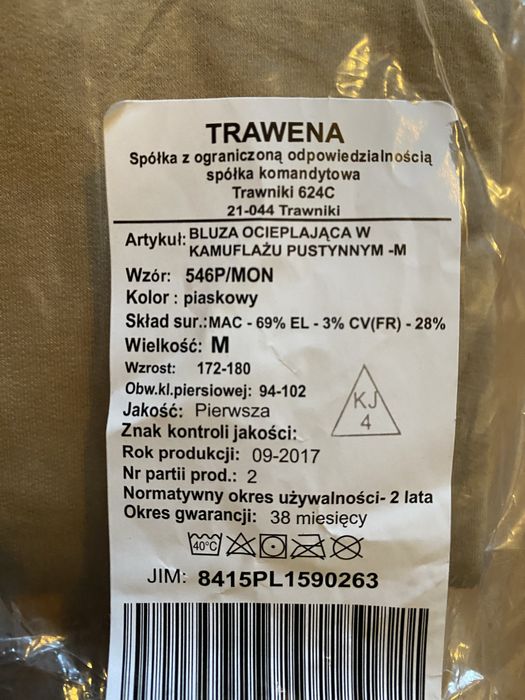 TRAWENA
Spółka z ograniczoną odpowiedzialnością
spółka komandytowa
Trawniki 624C
21-044 Trawniki
Artykuł: BLUZA OCIEPLAJĄCA W
KAMUFLAŻU PUSTYNNYM -M
Wzór: 546P/MON
Kolor : piaskowy
Skład sur.:MAC - 69% EL - 3% CV(FR) - 28%
Wielkość: M
Wzrost: 172-180
Obw.kl.piersiowej: 94-102
Jakość: Pierwsza
Znak kontroli jakości:
KJ
4
Rok produkcji: 09-2017
Nr partii prod.: 2
Normatywny okres używalności- 2 lata
Okres gwarancji: 38 miesięcy
40°C
JIM: 8415PL1590263